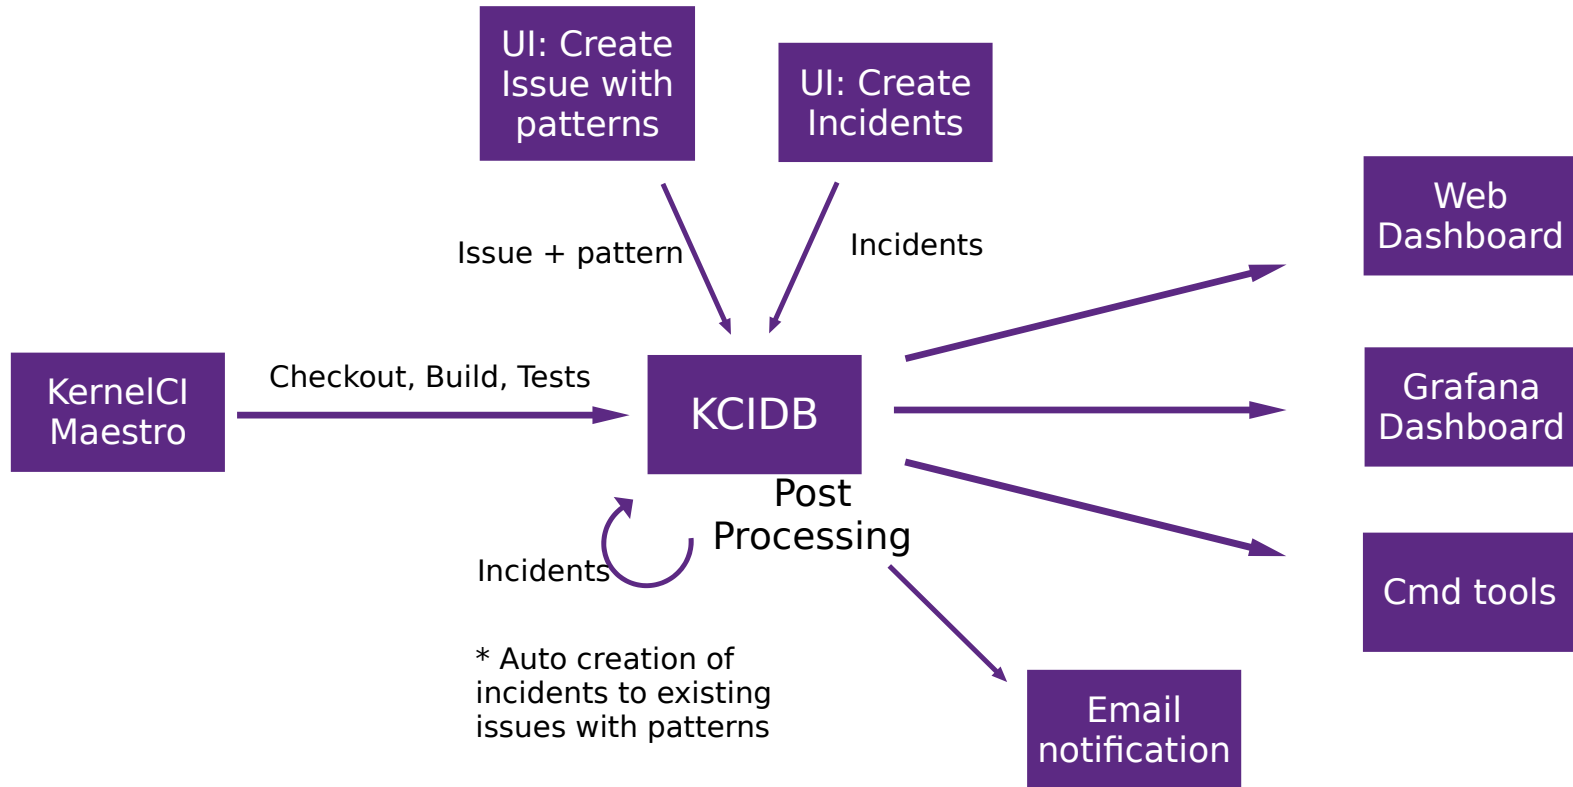 UI: Create
Issue with
patterns
UI: Create
Incidents
Web
Dashboard
Issue + pattern
Incidents
KernelCI
Maestro
Checkout, Build, Tests
KCIDB
Grafana
Dashboard
Post
Processing
Incidents
Cmd tools
* Auto creation of
incidents to existing
issues with patterns
Email
notification